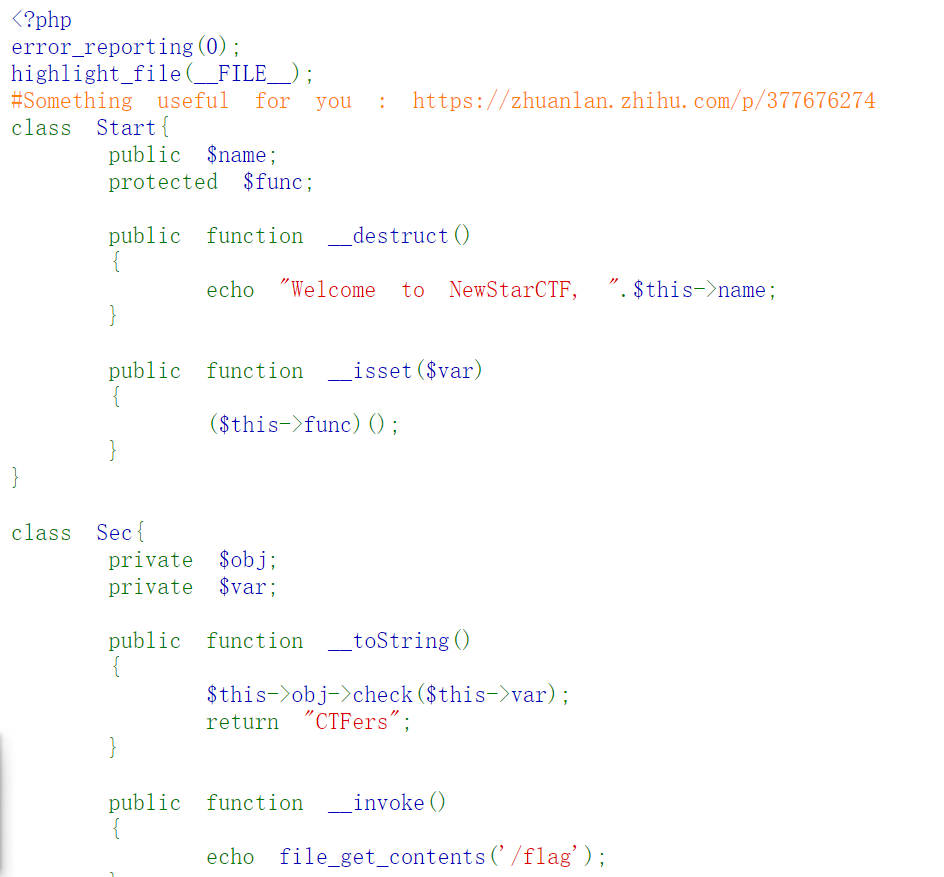 <?php
error_reporting(0);
highlight_file(__FILE__);
#Something useful for you : https://zhuanlan.zhihu.com/p/377676274
class Start{
public $name;
protected $func;
public function __destruct()
{
echo "Welcome to NewStarCTF, ".$this->name;
}
public function __isset($var)
{
($this->func)();
}
}
class Sec{
private $obj;
private $var;
public function __toString()
{
$this->obj->check($this->var);
return "CTFers";
}
public function __invoke()
{
echo file_get_contents('/flag');
}